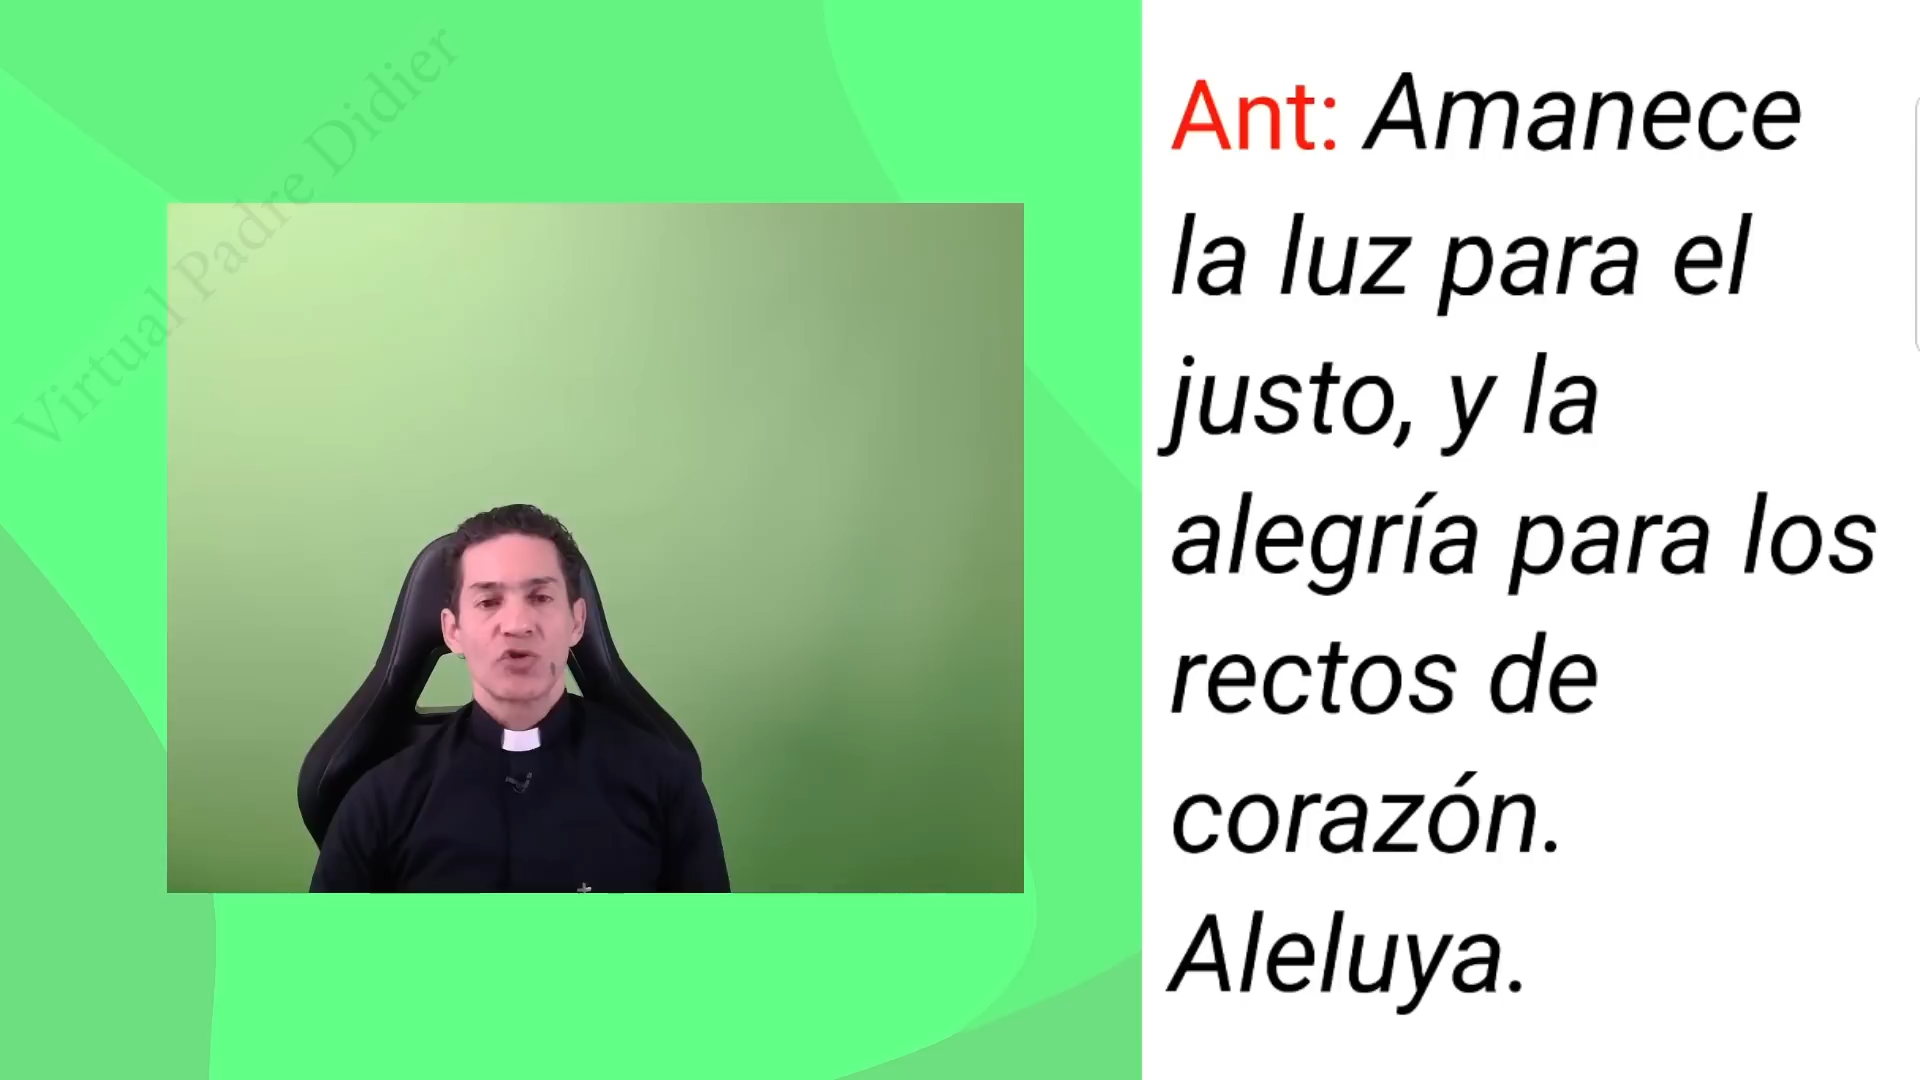 Virtual Padre Didier
Ant: Amanece
la luz para el
justo, y la
alegría para los
rectos de
corazón.
Aleluya.